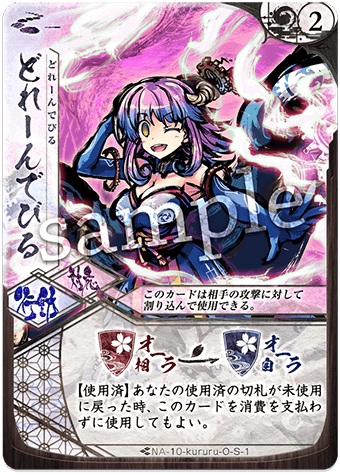 2
どれーんでびる
どれーんでびる
sample
行動
対応
このカードは相手の攻撃に対して
割り込んで使用できる。
相オーラ → 自オーラ
【使用済】あなたの使用済の切札が未使用
に戻った時、このカードを消費を支払わ
ずに使用してもよい。
NA-10-kururu-O-S-1